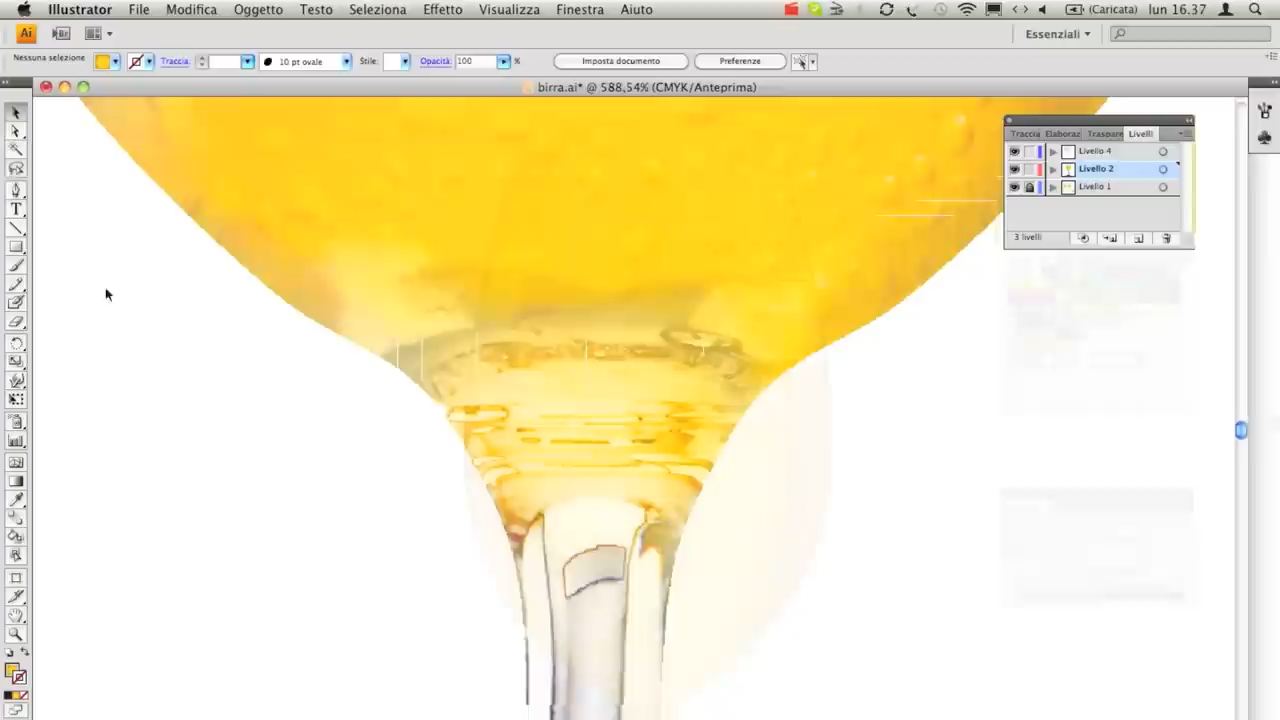 Illustrator File Modifica Oggetto Testo Seleziona Effetto Visualizza Finestra Aiuto (Caricata) lun 16.37
Ai Br Essenziali
Nessuna selezione Traccia: 10 pt ovale Stile: Opacità: 100 % Imposta documento Preferenze
birra.ai* @ 588,54% (CMYK/Anteprima)
Traccia Elaboraz Traspare Livelli
Livello 4
Livello 2
Livello 1
3 livelli